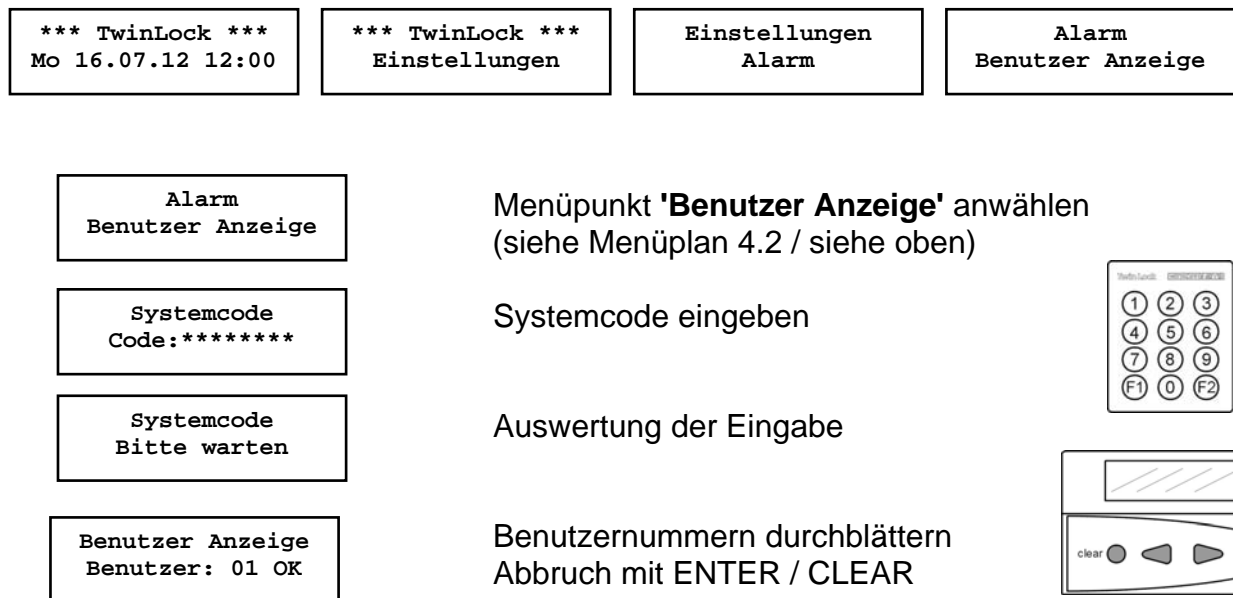 *** TwinLock ***
Mo 16.07.12 12:00
*** TwinLock ***
Einstellungen
Einstellungen
Alarm
Alarm
Benutzer Anzeige
Alarm
Benutzer Anzeige
Menüpunkt 'Benutzer Anzeige' anwählen
(siehe Menüplan 4.2 / siehe oben)
Systemcode
Code:********
Systemcode eingeben
TwinLock
1 2 3
4 5 6
7 8 9
F1 0 F2
Systemcode
Bitte warten
Auswertung der Eingabe
Benutzer Anzeige
Benutzer: 01 OK
Benutzernummern durchblättern
Abbruch mit ENTER / CLEAR
clear